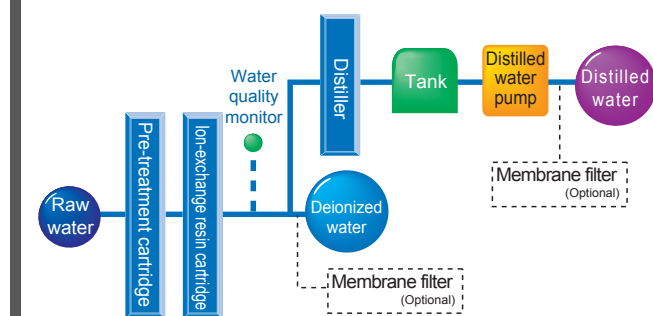 Water
quality
monitor
Distiller
Tank
Distilled
water
pump
Distilled
water
Membrane filter
(Optional)
Raw
water
Pre-treatment cartridge
Ion-exchange resin cartridge
Deionized
water
Membrane filter
(Optional)